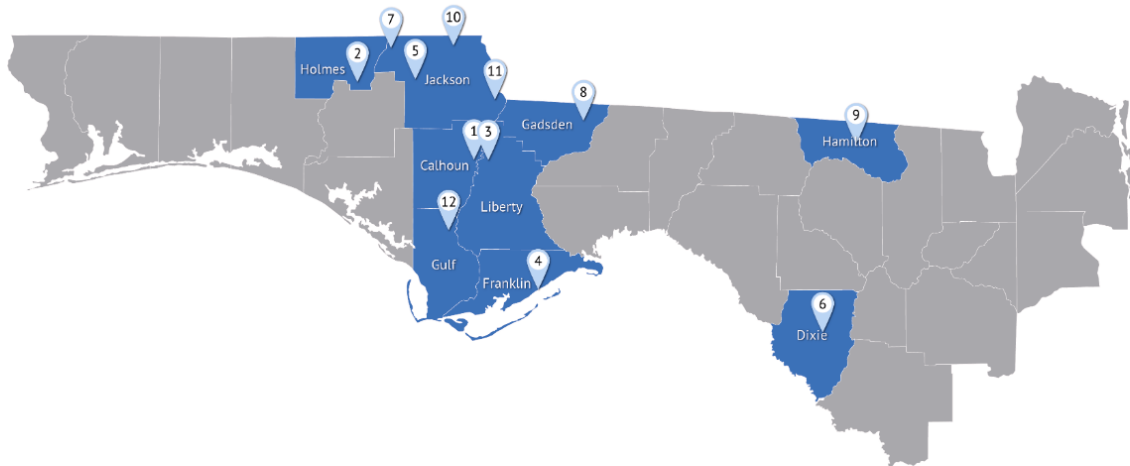 10
7
2
5
Holmes
Jackson
11
8
Gadsden
9
Hamilton
1
3
Calhoun
12
Liberty
Gulf
4
Franklin
6
Dixie